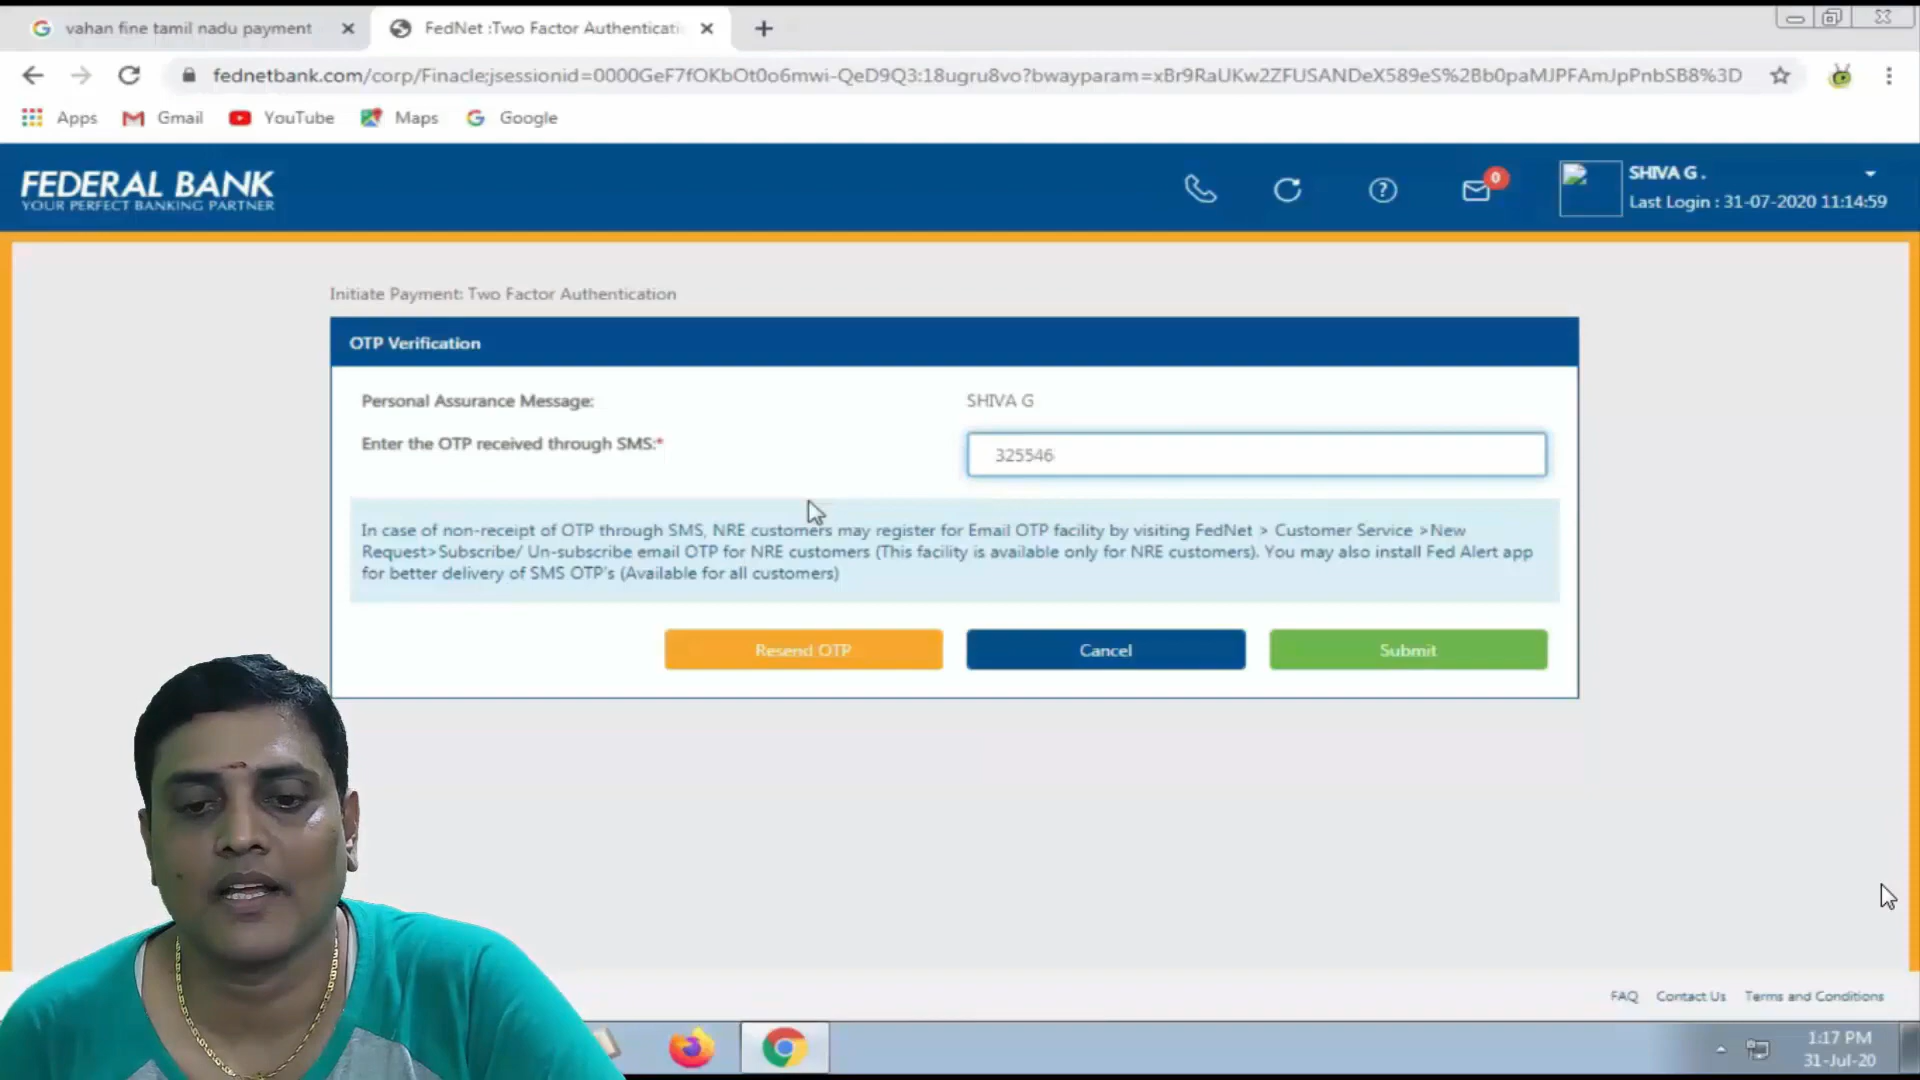 vahan fine tamil nadu payment
FedNet :Two Factor Authenticati
fednetbank.com/corp/Finacle;jsessionid=0000GeF7fOKbOt0o6mwi-QeD9Q3:18ugru8vo?bwayparam=xBr9RaUKw2ZFUSANDeX589eS%2Bb0paMJPFAmJpPnbSB8%3D
Apps Gmail YouTube Maps Google
FEDERAL BANK
YOUR PERFECT BANKING PARTNER
0
SHIVA G .
Last Login : 31-07-2020 11:14:59
Initiate Payment: Two Factor Authentication
OTP Verification
Personal Assurance Message: SHIVA G
Enter the OTP received through SMS:* 325546
In case of non-receipt of OTP through SMS, NRE customers may register for Email OTP facility by visiting FedNet > Customer Service >New
Request>Subscribe/ Un-subscribe email OTP for NRE customers (This facility is available only for NRE customers). You may also install Fed Alert app
for better delivery of SMS OTP's (Available for all customers)
Resend OTP Cancel Submit
FAQ Contact Us Terms and Conditions
1:17 PM
31-Jul-20